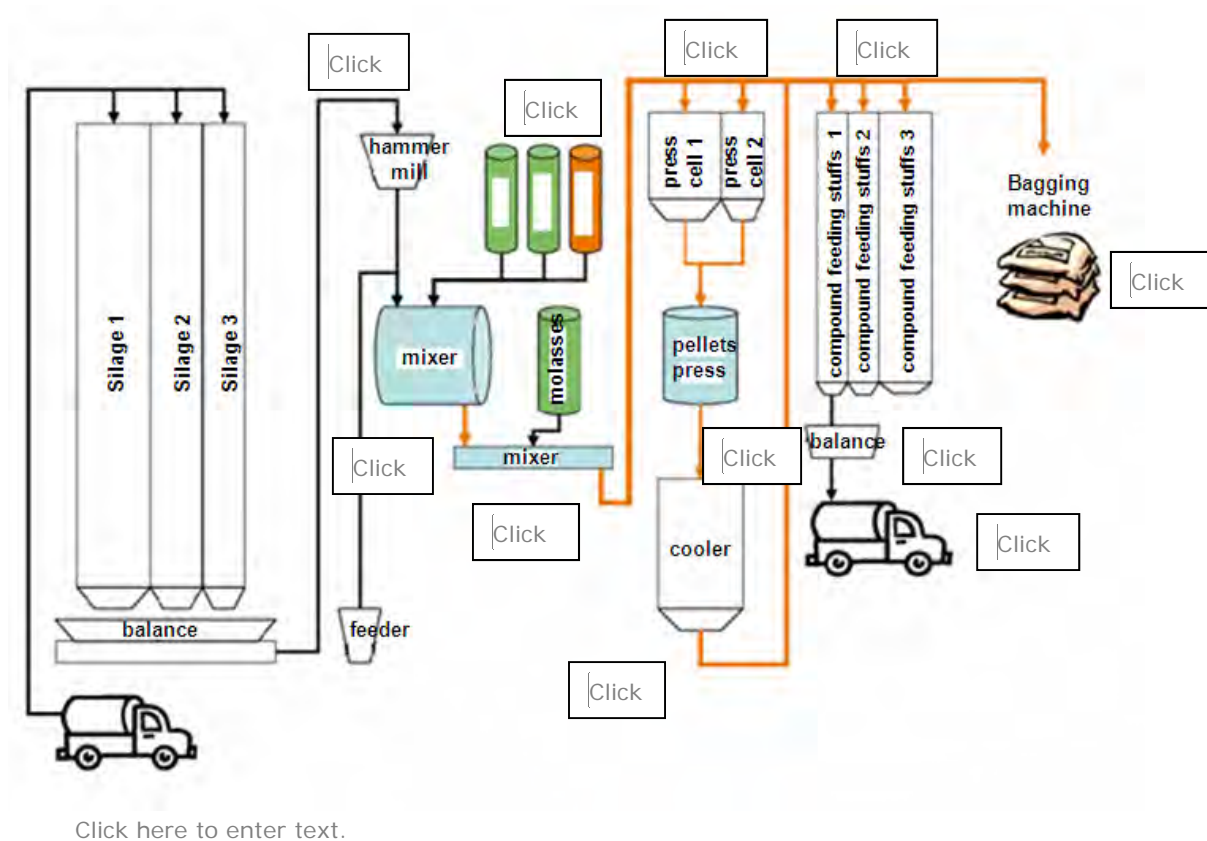 Click
Click
Click
Click
hammer
mill
press
cell 1
press
cell 2
compound feeding stuffs 1
compound feeding stuffs 2
compound feeding stuffs 3
Bagging
machine
Click
Silage 1
Silage 2
Silage 3
mixer
molasses
pellets
press
balance
Click
Click
Click
mixer
Click
Click
cooler
balance
feeder
Click
Click here to enter text.